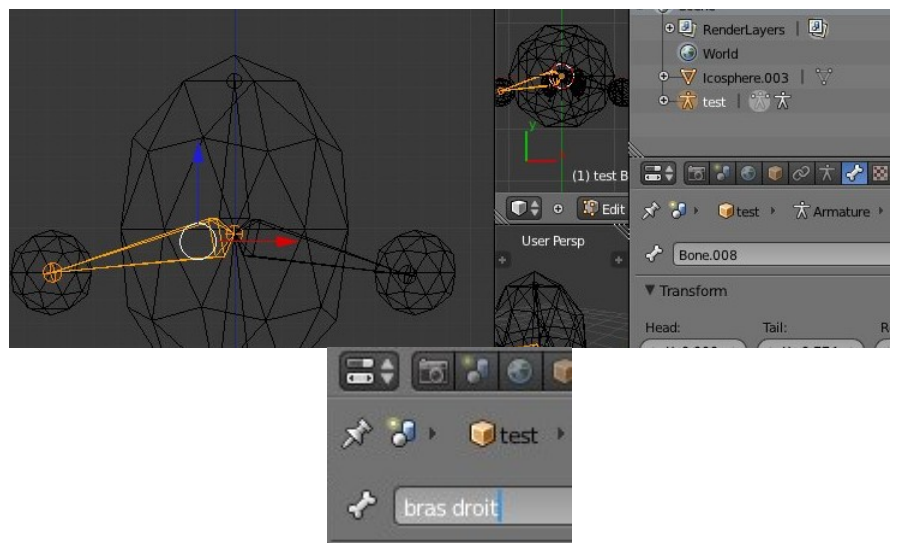 RenderLayers |
World
Icosphere.003 |
test |
y
(1) test B
Edit
test
Armature
User Persp
Bone.008
Transform
Head:
Tail:
R
test
bras droit